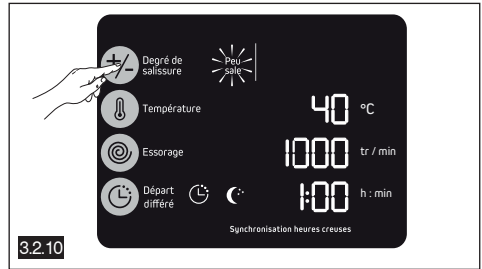 +/-
Degré de
salissure
Peu
sale
Température
40 °C
Essorage
1000 tr / min
Départ
différé
1:00 h : min
Synchronisation heures creuses
3.2.10